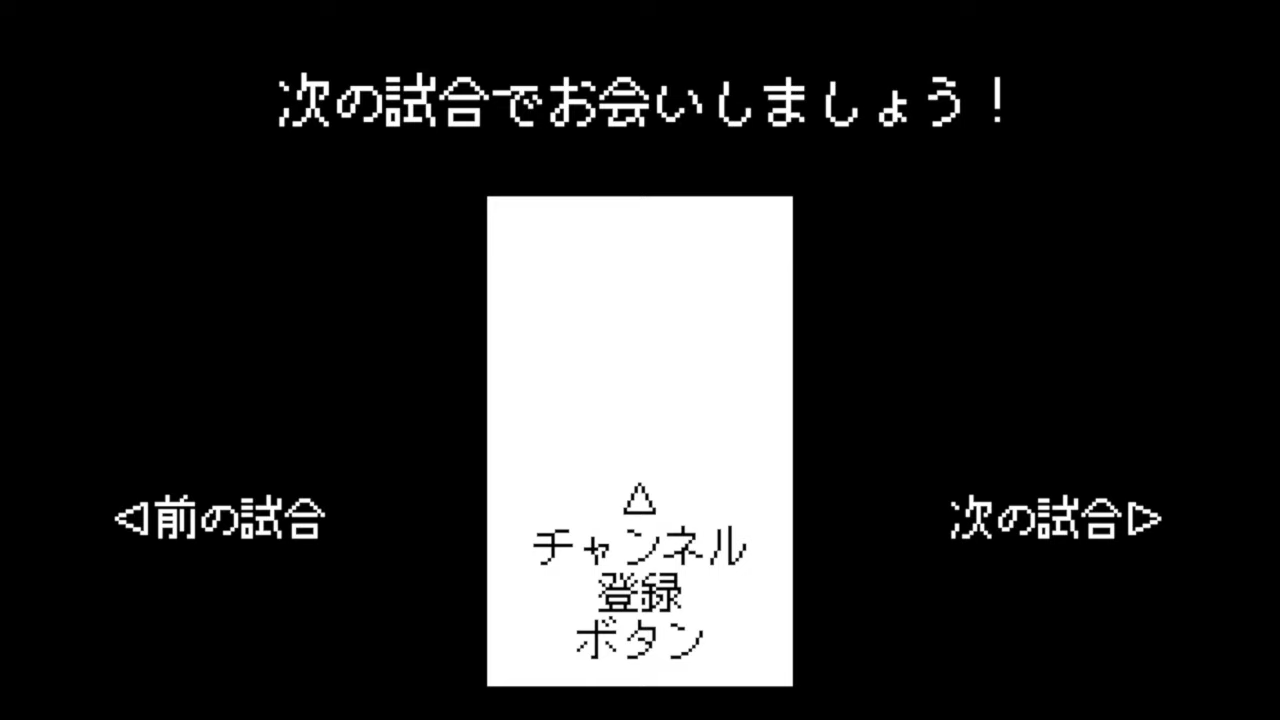 次の試合でお会いしましょう！
△
チャンネル
登録
ボタン
◁前の試合
次の試合▷